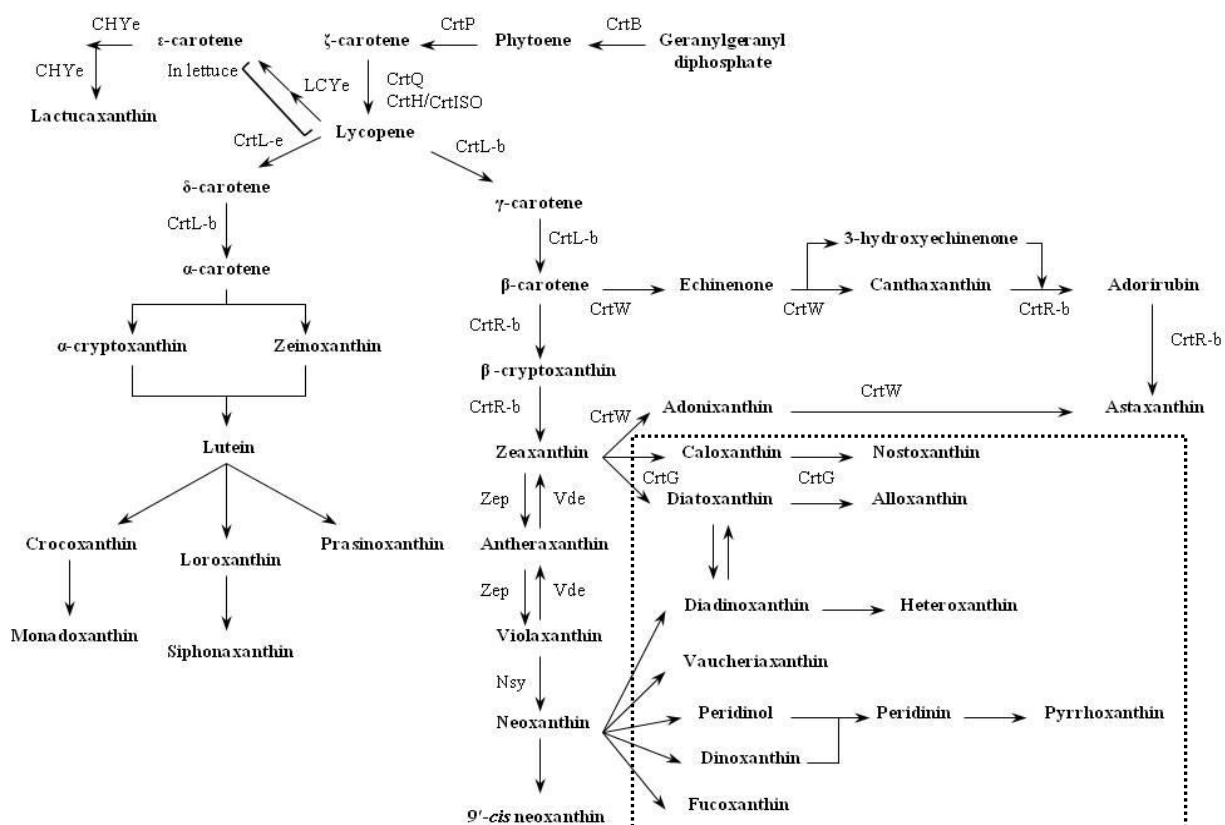 CHYe
ε-carotene
ζ-carotene
CrtP
Phytoene
CrtB
Geranylgeranyl
diphosphate
CHYe
In lettuce
LCYe
CrtQ
CrtH/CrtISO
Lactucaxanthin
Lycopene
CrtL-e
CrtL-b
δ-carotene
γ-carotene
CrtL-b
CrtL-b
α-carotene
3-hydroxyechinenone
β-carotene
CrtW
Echinenone
CrtW
Canthaxanthin
CrtR-b
Adorirubin
α-cryptoxanthin
Zeinoxanthin
CrtR-b
CrtR-b
β -cryptoxanthin
CrtR-b
CrtW
Adonixanthin
CrtW
Astaxanthin
Lutein
Zeaxanthin
Caloxanthin
Nostoxanthin
CrtG
CrtG
Diatoxanthin
Alloxanthin
Zep
Vde
Crocoxanthin
Loroxanthin
Prasinoxanthin
Antheraxanthin
Zep
Vde
Diadinoxanthin
Heteroxanthin
Monadoxanthin
Siphonaxanthin
Violaxanthin
Vaucheriaxanthin
Nsy
Neoxanthin
Peridinol
Peridinin
Pyrrhoxanthin
Dinoxanthin
Fucoxanthin
9'-cis neoxanthin